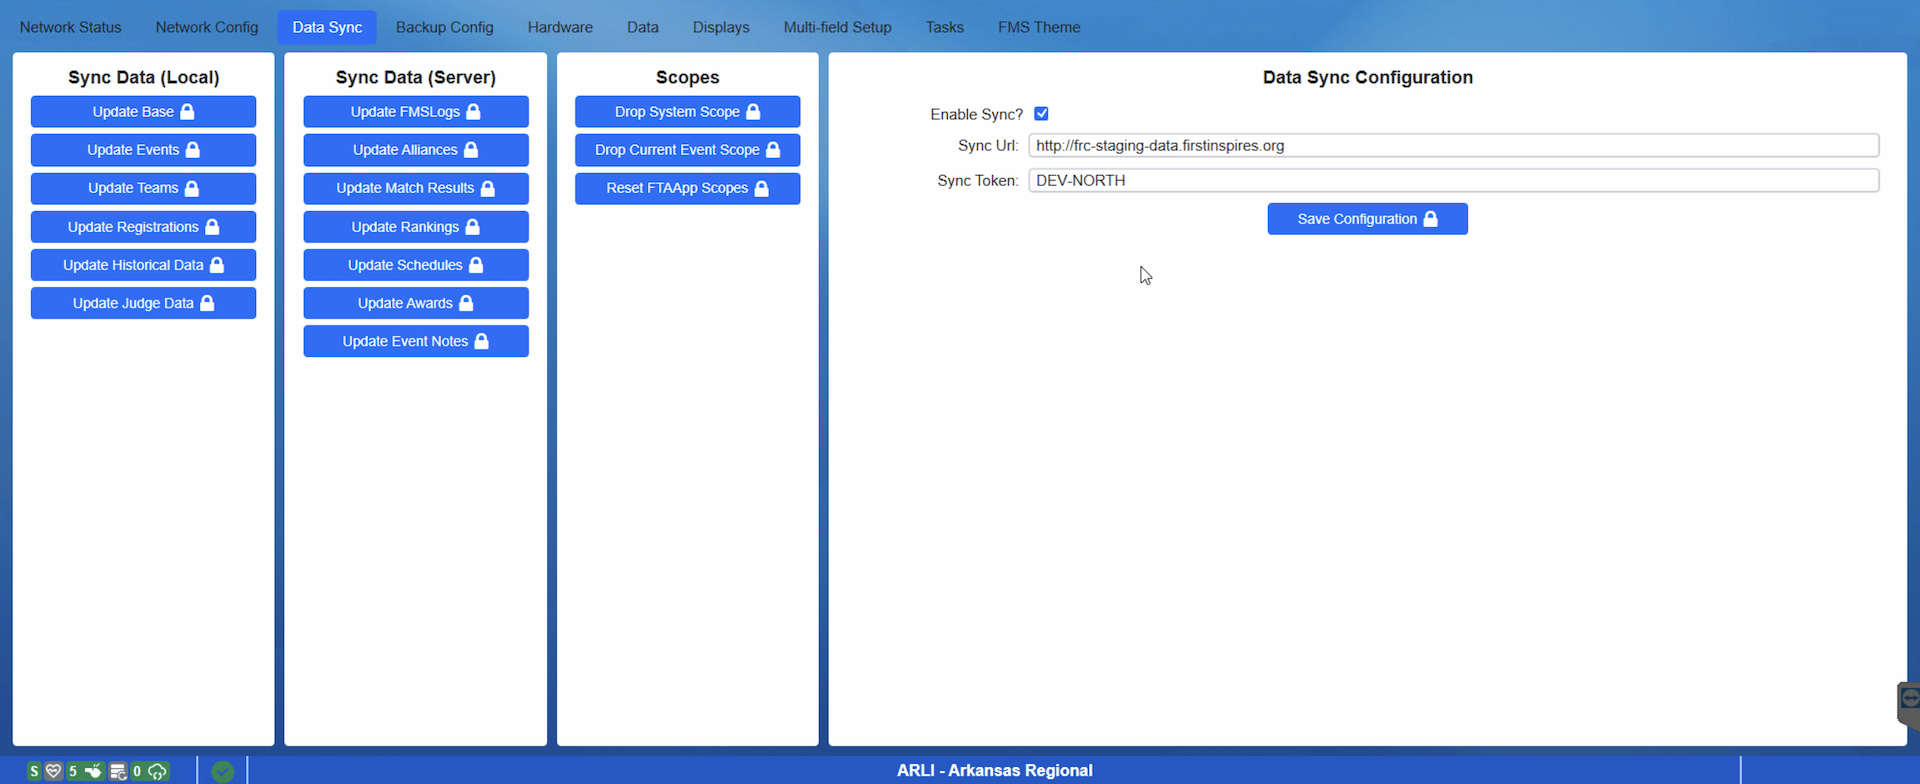 Network Status Network Config Data Sync Backup Config Hardware Data Displays Multi-field Setup Tasks FMS Theme
Sync Data (Local)
Update Base
Update Events
Update Teams
Update Registrations
Update Historical Data
Update Judge Data
Sync Data (Server)
Update FMSLogs
Update Alliances
Update Match Results
Update Rankings
Update Schedules
Update Awards
Update Event Notes
Scopes
Drop System Scope
Drop Current Event Scope
Reset FTAApp Scopes
Data Sync Configuration
Enable Sync?
Sync Url: http://frc-staging-data.firstinspires.org
Sync Token: DEV-NORTH
Save Configuration
S 5 0
ARLI - Arkansas Regional